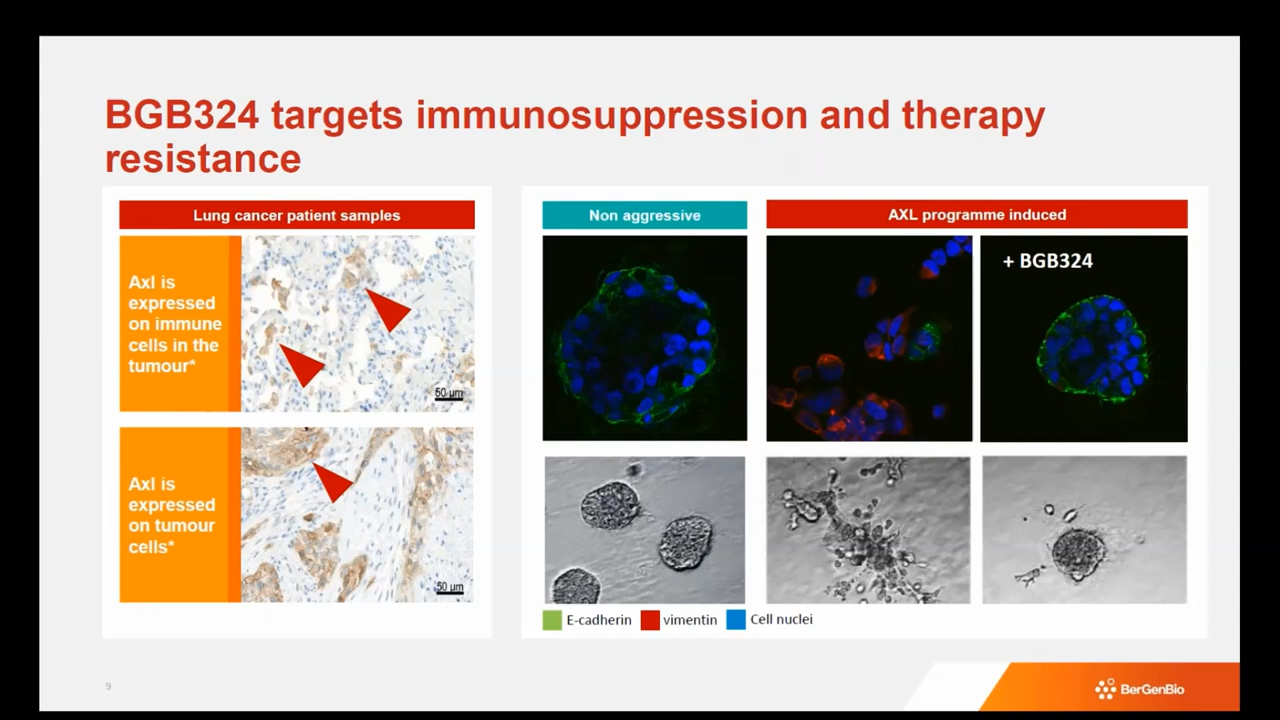 BGB324 targets immunosuppression and therapy
resistance
Lung cancer patient samples
Axl is
expressed
on immune
cells in the
tumour*
50 µm
Axl is
expressed
on tumour
cells*
50 µm
Non aggressive
AXL programme induced
+ BGB324
E-cadherin vimentin Cell nuclei
9
BerGenBio